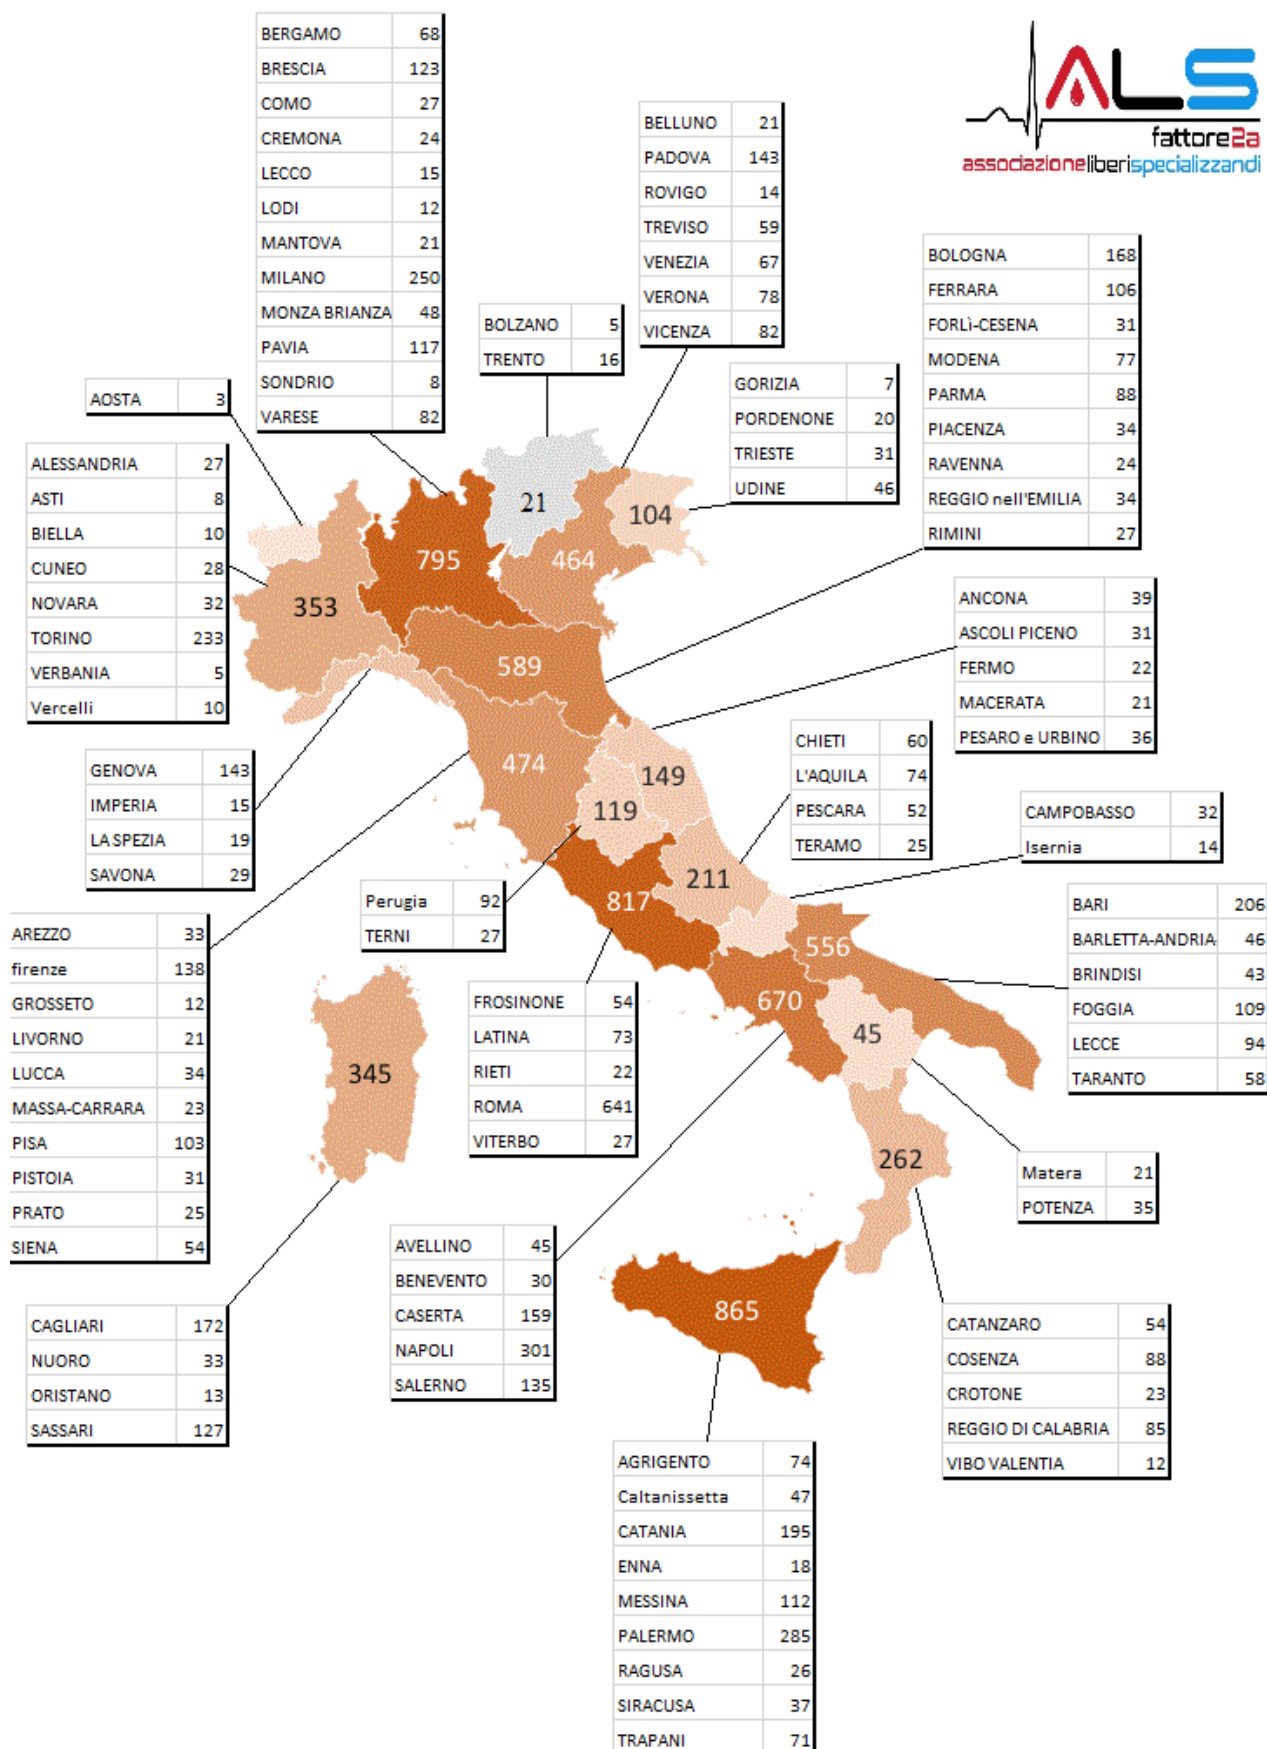 ALS
fattore2a
associazioneliberispecializzandi
BERGAMO 68
BRESCIA 123
COMO 27
CREMONA 24
LECCO 15
LODI 12
MANTOVA 21
MILANO 250
MONZA BRIANZA 48
PAVIA 117
SONDRIO 8
VARESE 82
BELLUNO 21
PADOVA 143
ROVIGO 14
TREVISO 59
VENEZIA 67
VERONA 78
VICENZA 82
BOLOGNA 168
FERRARA 106
FORLì-CESENA 31
MODENA 77
PARMA 88
PIACENZA 34
RAVENNA 24
REGGIO nell'EMILIA 34
RIMINI 27
BOLZANO 5
TRENTO 16
GORIZIA 7
PORDENONE 20
TRIESTE 31
UDINE 46
AOSTA 3
ALESSANDRIA 27
ASTI 8
BIELLA 10
CUNEO 28
NOVARA 32
TORINO 233
VERBANIA 5
Vercelli 10
21
104
795
464
353
589
474
149
119
211
817
556
670
45
345
262
865
ANCONA 39
ASCOLI PICENO 31
FERMO 22
MACERATA 21
PESARO e URBINO 36
GENOVA 143
IMPERIA 15
LA SPEZIA 19
SAVONA 29
CHIETI 60
L'AQUILA 74
PESCARA 52
TERAMO 25
CAMPOBASSO 32
Isernia 14
Perugia 92
TERNI 27
BARI 206
BARLETTA-ANDRIA 46
BRINDISI 43
FOGGIA 109
LECCE 94
TARANTO 58
AREZZO 33
firenze 138
GROSSETO 12
LIVORNO 21
LUCCA 34
MASSA-CARRARA 23
PISA 103
PISTOIA 31
PRATO 25
SIENA 54
FROSINONE 54
LATINA 73
RIETI 22
ROMA 641
VITERBO 27
Matera 21
POTENZA 35
AVELLINO 45
BENEVENTO 30
CASERTA 159
NAPOLI 301
SALERNO 135
CAGLIARI 172
NUORO 33
ORISTANO 13
SASSARI 127
CATANZARO 54
COSENZA 88
CROTONE 23
REGGIO DI CALABRIA 85
VIBO VALENTIA 12
AGRIGENTO 74
Caltanissetta 47
CATANIA 195
ENNA 18
MESSINA 112
PALERMO 285
RAGUSA 26
SIRACUSA 37
TRAPANI 71